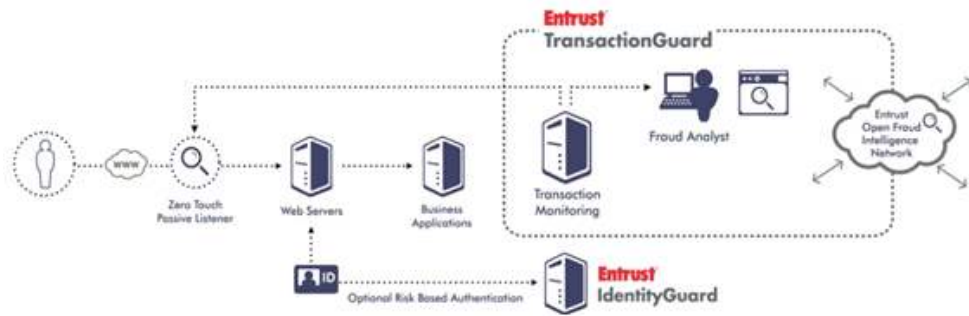 Entrust
TransactionGuard
www
Zero Touch
Passive Listener
Web Servers
Business
Applications
Transaction
Monitoring
Fraud Analyst
Entrust
Open Fraud
Intelligence
Network
ID
Optional Risk Based Authentication
Entrust
IdentityGuard